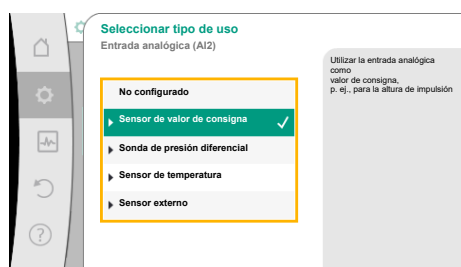 Seleccionar tipo de uso
Entrada analógica (AI2)
No configurado
Sensor de valor de consigna
Sonda de presión diferencial
Sensor de temperatura
Sensor externo
Utilizar la entrada analógica
como
valor de consigna,
p. ej., para la altura de impulsión
?